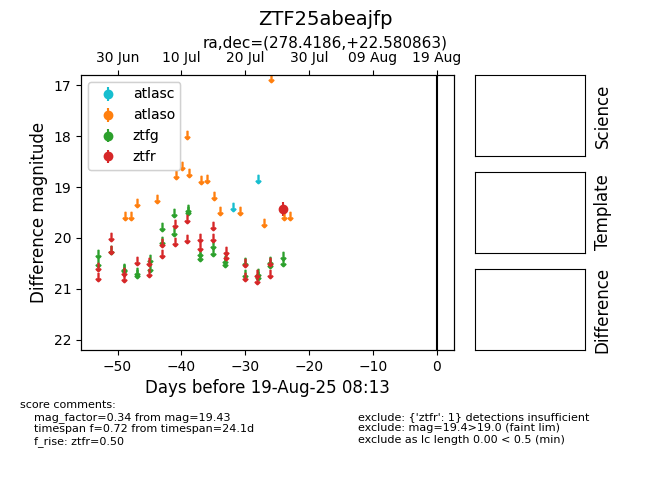 ZTF25abeajfp
ra,dec=(278.4186,+22.580863)
30 Jun 10 Jul 20 Jul 30 Jul 09 Aug 19 Aug
17
18
19
20
21
22
Difference magnitude
atlasc
atlaso
ztfg
ztfr
−50 −40 −30 −20 −10 0
Days before 19-Aug-25 08:13
Science
Template
Difference
score comments:
mag_factor=0.34 from mag=19.43
timespan f=0.72 from timespan=24.1d
f_rise: ztfr=0.50
exclude: {'ztfr': 1} detections insufficient
exclude: mag=19.4>19.0 (faint lim)
exclude as lc length 0.00 < 0.5 (min)